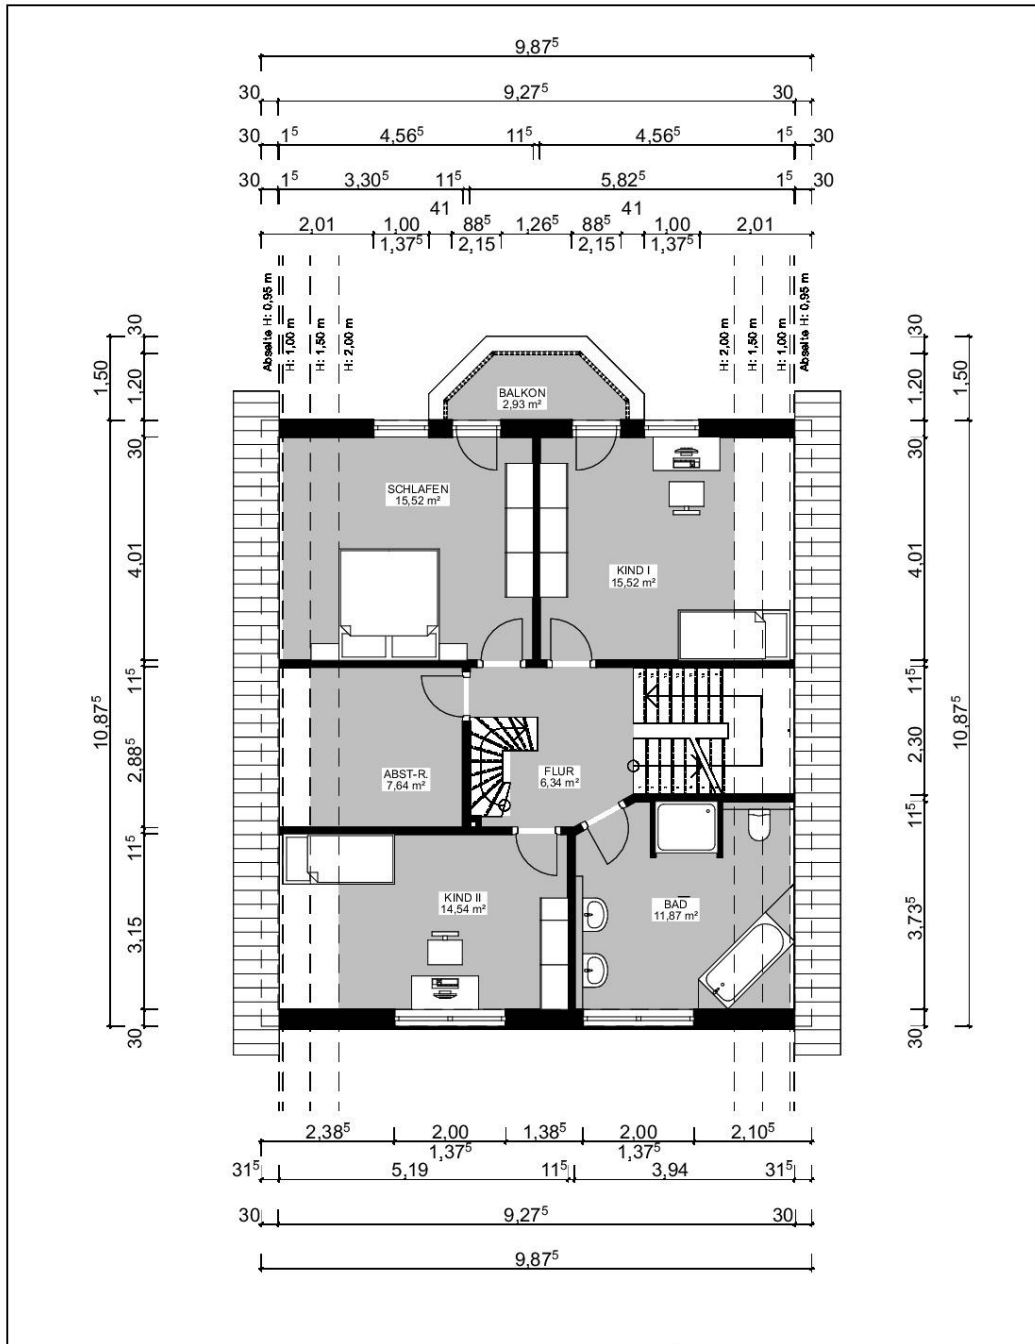 9,87⁵
30 9,27⁵ 30
30 1⁵ 4,56⁵ 11⁵ 4,56⁵ 1⁵ 30
30 1⁵ 3,30⁵ 11⁵ 5,82⁵ 1⁵ 30
41 41
2,01 1,00 88⁵ 1,26⁵ 88⁵ 1,00 2,01
1,37⁵ 2,15 2,15 1,37⁵
Abseite H: 0,95 m
H: 1,00 m
H: 1,50 m
H: 2,00 m
H: 2,00 m
H: 1,50 m
H: 1,00 m
Abseite H: 0,95 m
1,50
10,87⁵
30
1,20
30
4,01
11⁵
2,88⁵
11⁵
3,15
30
BALKON
2,93 m²
SCHLAFEN
15,52 m²
KIND I
15,52 m²
ABST-R.
7,64 m²
FLUR
6,34 m²
KIND II
14,54 m²
BAD
11,87 m²
30
1,20
30
4,01
11⁵
2,30
11⁵
3,73⁵
30
1,50
10,87⁵
2,38⁵ 2,00 1,38⁵ 2,00 2,10⁵
1,37⁵ 1,37⁵
31⁵ 5,19 11⁵ 3,94 31⁵
30 9,27⁵ 30
9,87⁵